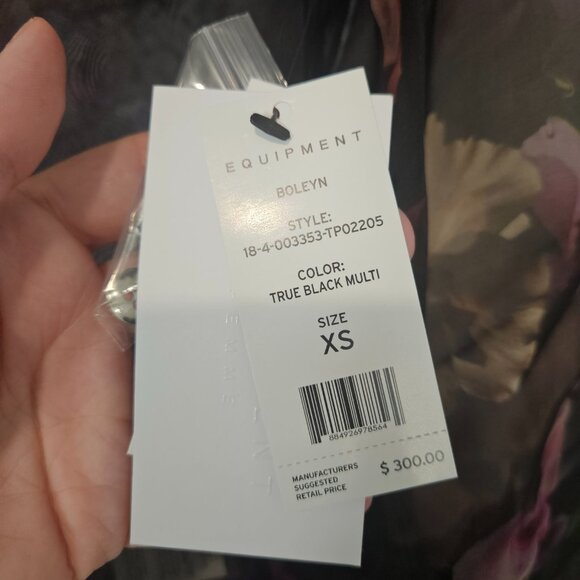 EQUIPMENT
BOLEYN
STYLE:
18-4-003353-TP02205
COLOR:
TRUE BLACK MULTI
SIZE
XS
884926978564
MANUFACTURERS
SUGGESTED
RETAIL PRICE
$ 300.00